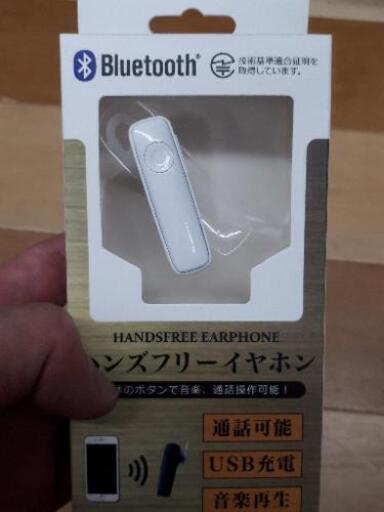 Bluetooth®
技術基準適合証明を
取得しています。
HANDSFREE EARPHONE
ンズフリーイヤホン
体のボタンで音楽、通話操作可能!
通話可能
USB充電
音楽再生